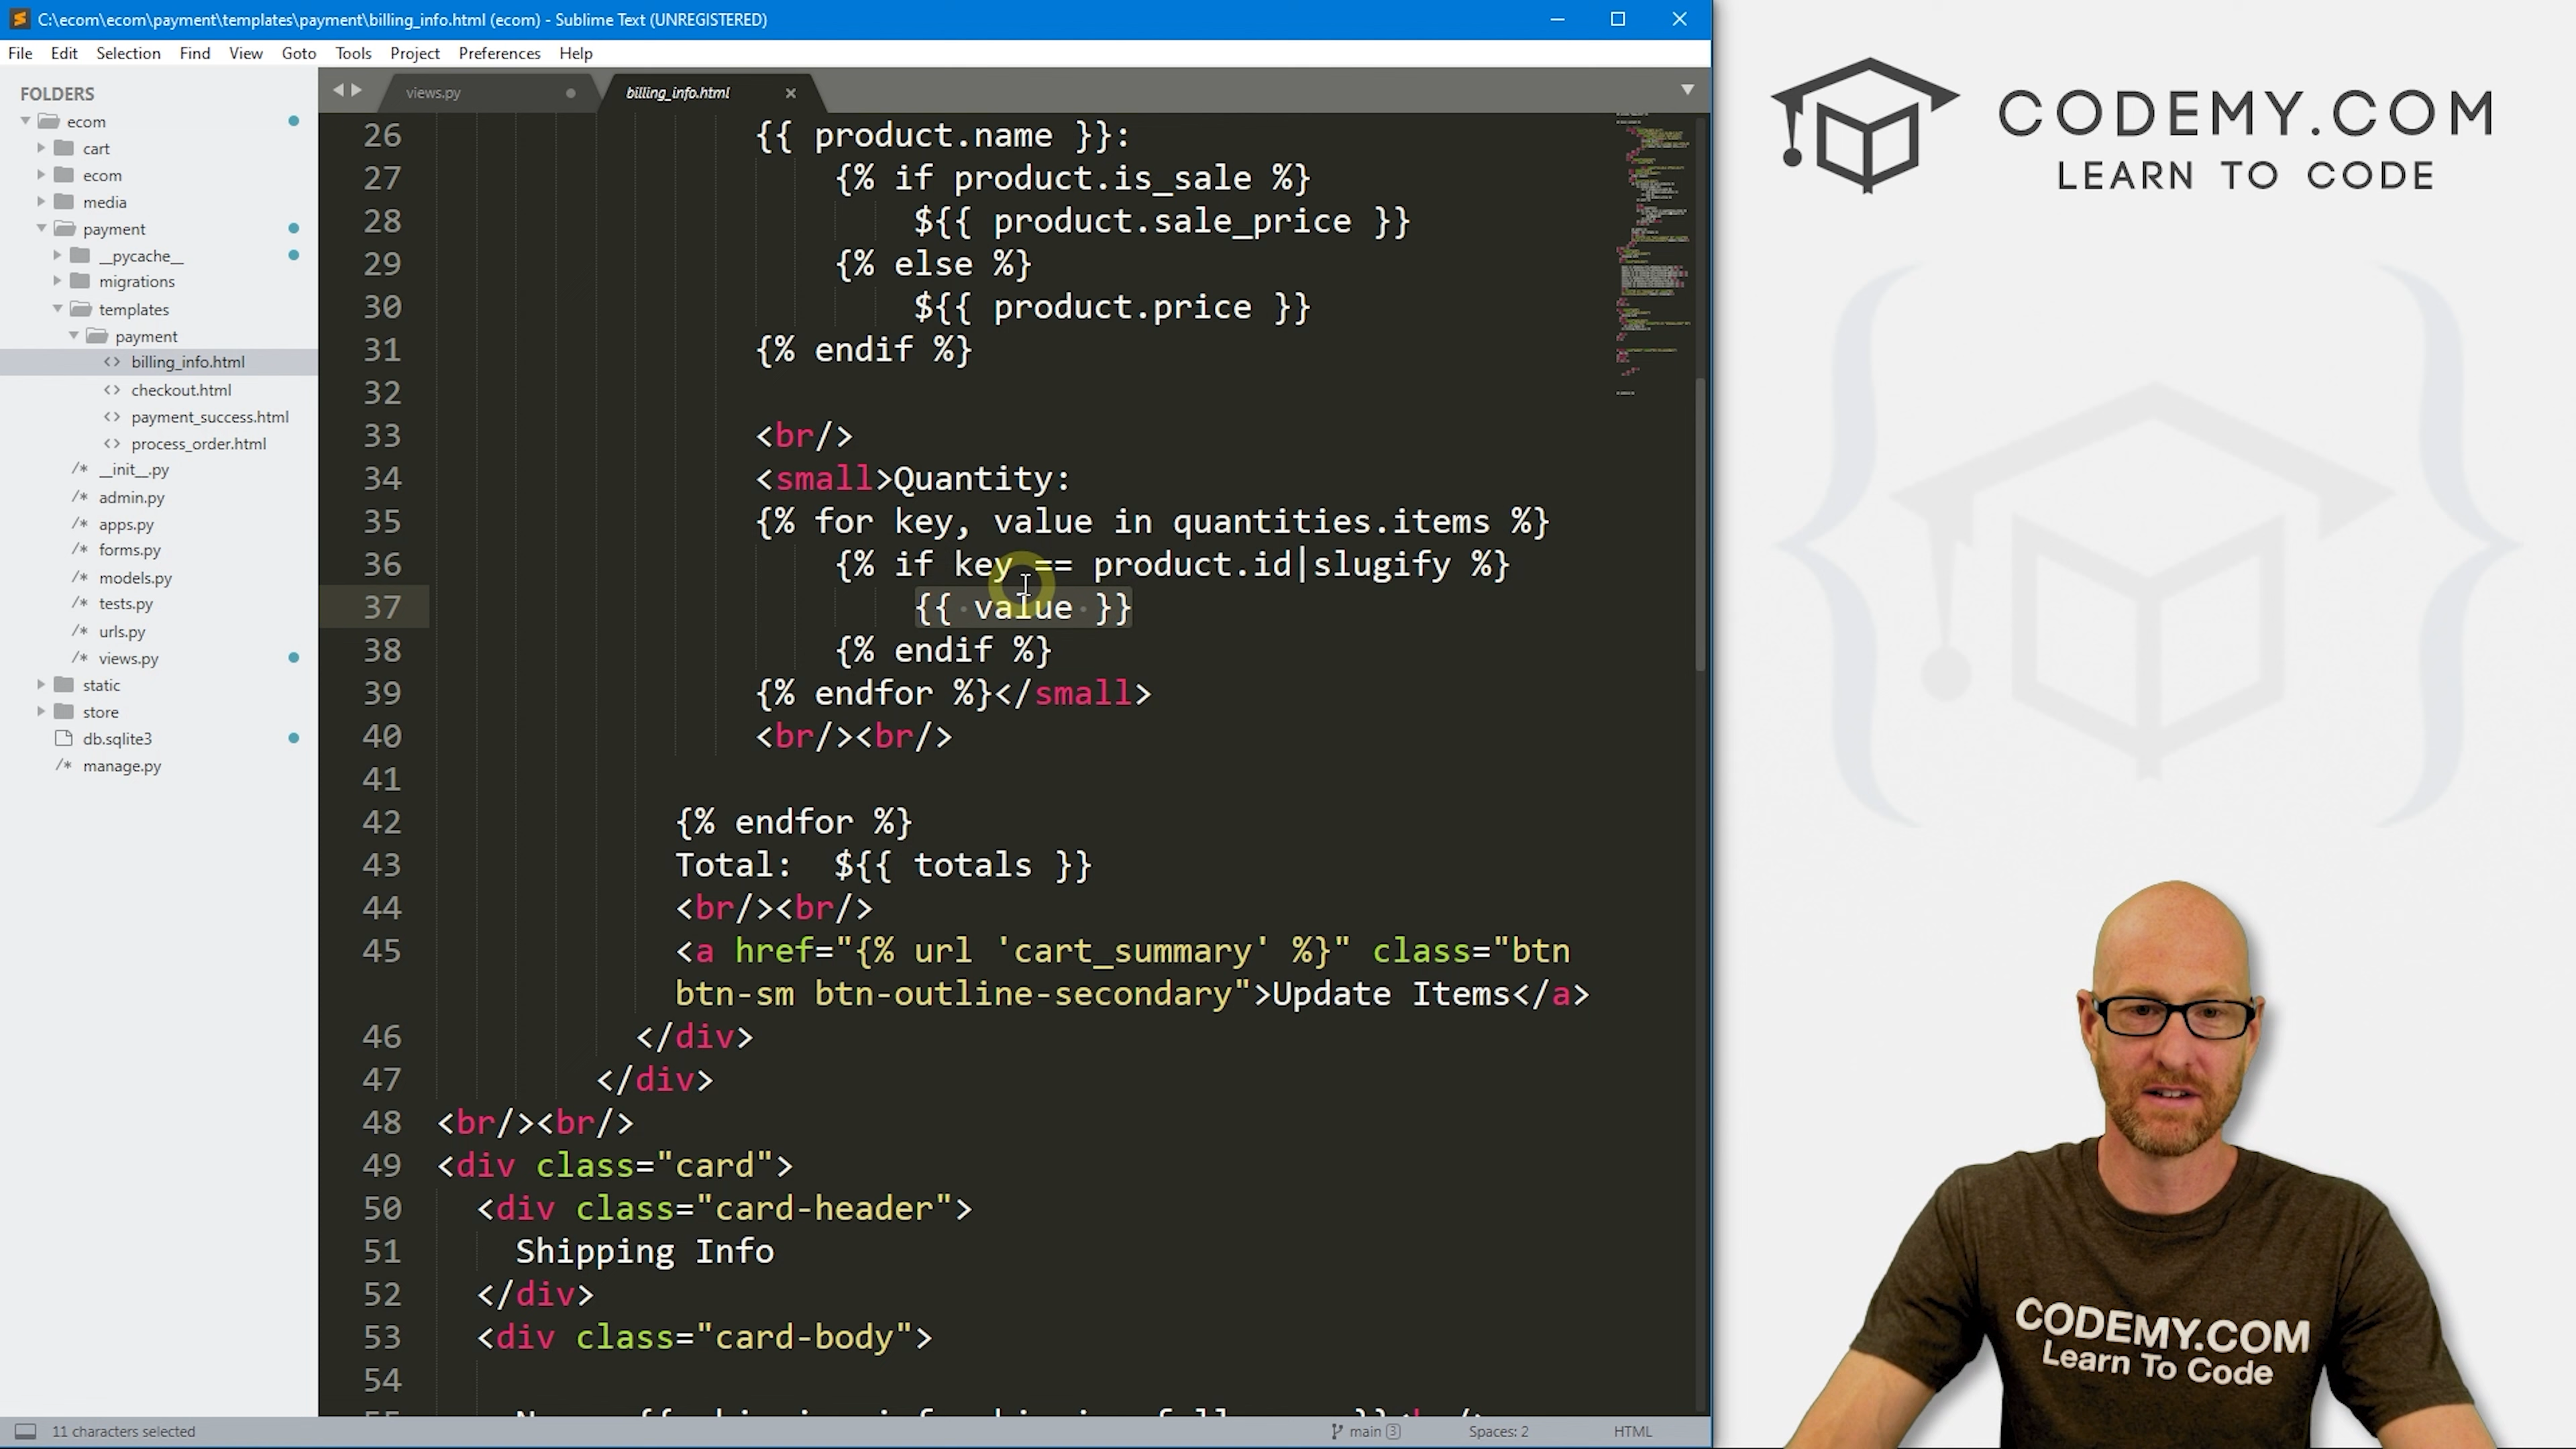 C:\ecom\ecom\payment\templates\payment\billing_info.html (ecom) - Sublime Text (UNREGISTERED)
File Edit Selection Find View Goto Tools Project Preferences Help
FOLDERS
ecom
cart
ecom
media
payment
__pycache__
migrations
templates
payment
billing_info.html
checkout.html
payment_success.html
process_order.html
__init__.py
admin.py
apps.py
forms.py
models.py
tests.py
urls.py
views.py
static
store
db.sqlite3
manage.py
views.py billing_info.html
26 {{ product.name }}:
27 {% if product.is_sale %}
28 ${{ product.sale_price }}
29 {% else %}
30 ${{ product.price }}
31 {% endif %}
32
33 <br/>
34 <small>Quantity:
35 {% for key, value in quantities.items %}
36 {% if key == product.id|slugify %}
37 {{ value }}
38 {% endif %}
39 {% endfor %}</small>
40 <br/><br/>
41
42 {% endfor %}
43 Total: ${{ totals }}
44 <br/><br/>
45 <a href="{% url 'cart_summary' %}" class="btn
btn-sm btn-outline-secondary">Update Items</a>
46 </div>
47 </div>
48 <br/><br/>
49 <div class="card">
50 <div class="card-header">
51 Shipping Info
52 </div>
53 <div class="card-body">
54
11 characters selected
main 3
Spaces: 2
HTML
CODEMY.COM
LEARN TO CODE
CODEMY.COM
Learn To Code